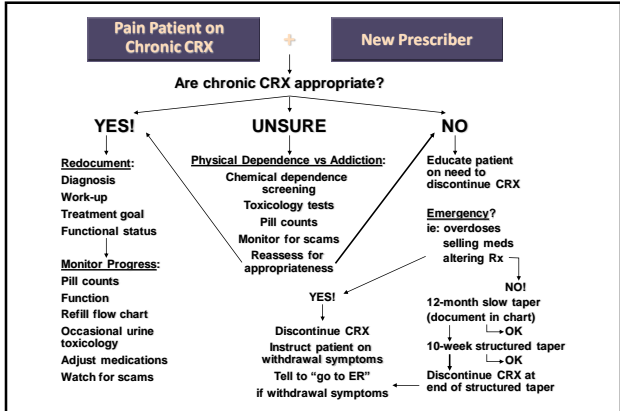 Pain Patient on
Chronic CRX
+
New Prescriber
Are chronic CRX appropriate?
YES!
UNSURE
NO
Redocument:
Diagnosis
Work-up
Treatment goal
Functional status
Monitor Progress:
Pill counts
Function
Refill flow chart
Occasional urine
toxicology
Adjust medications
Watch for scams
Physical Dependence vs Addiction:
Chemical dependence
screening
Toxicology tests
Pill counts
Monitor for scams
Reassess for
appropriateness
Educate patient
on need to
discontinue CRX
Emergency?
ie: overdoses
selling meds
altering Rx
YES!
Discontinue CRX
Instruct patient on
withdrawal symptoms
Tell to "go to ER"
if withdrawal symptoms
NO!
12-month slow taper
(document in chart)
OK
10-week structured taper
OK
Discontinue CRX at
end of structured taper